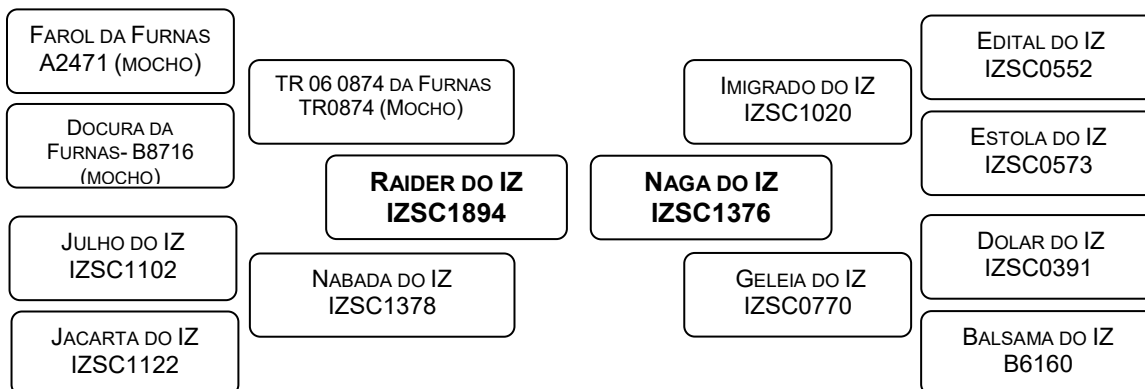 FAROL DA FURNAS
A2471 (MOCHO)
DOCURA DA
FURNAS- B8716
(MOCHO)
TR 06 0874 DA FURNAS
TR0874 (MOCHO)
JULHO DO IZ
IZSC1102
JACARTA DO IZ
IZSC1122
NABADA DO IZ
IZSC1378
RAIDER DO IZ
IZSC1894
NAGA DO IZ
IZSC1376
IMIGRADO DO IZ
IZSC1020
GELEIA DO IZ
IZSC0770
EDITAL DO IZ
IZSC0552
ESTOLA DO IZ
IZSC0573
DOLAR DO IZ
IZSC0391
BALSAMA DO IZ
B6160